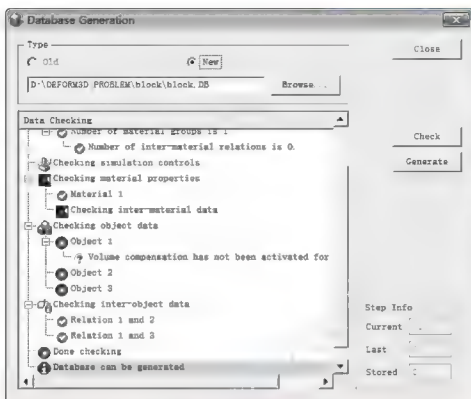 Database Generation
Type
Old
New
D:\DEFORM3D PROBLEM\block\block.DB
Browse...
Close
Data Checking
Number of material groups is 1
Number of inter-material relations is 0.
Checking simulation controls
Checking material properties
Material 1
Checking inter-material data
Checking object data
Object 1
Volume compensation has not been activated for
Object 2
Object 3
Checking inter-object data
Relation 1 and 2
Relation 1 and 3
Done checking
Database can be generated
Check
Generate
Step Info
Current
Last
Stored